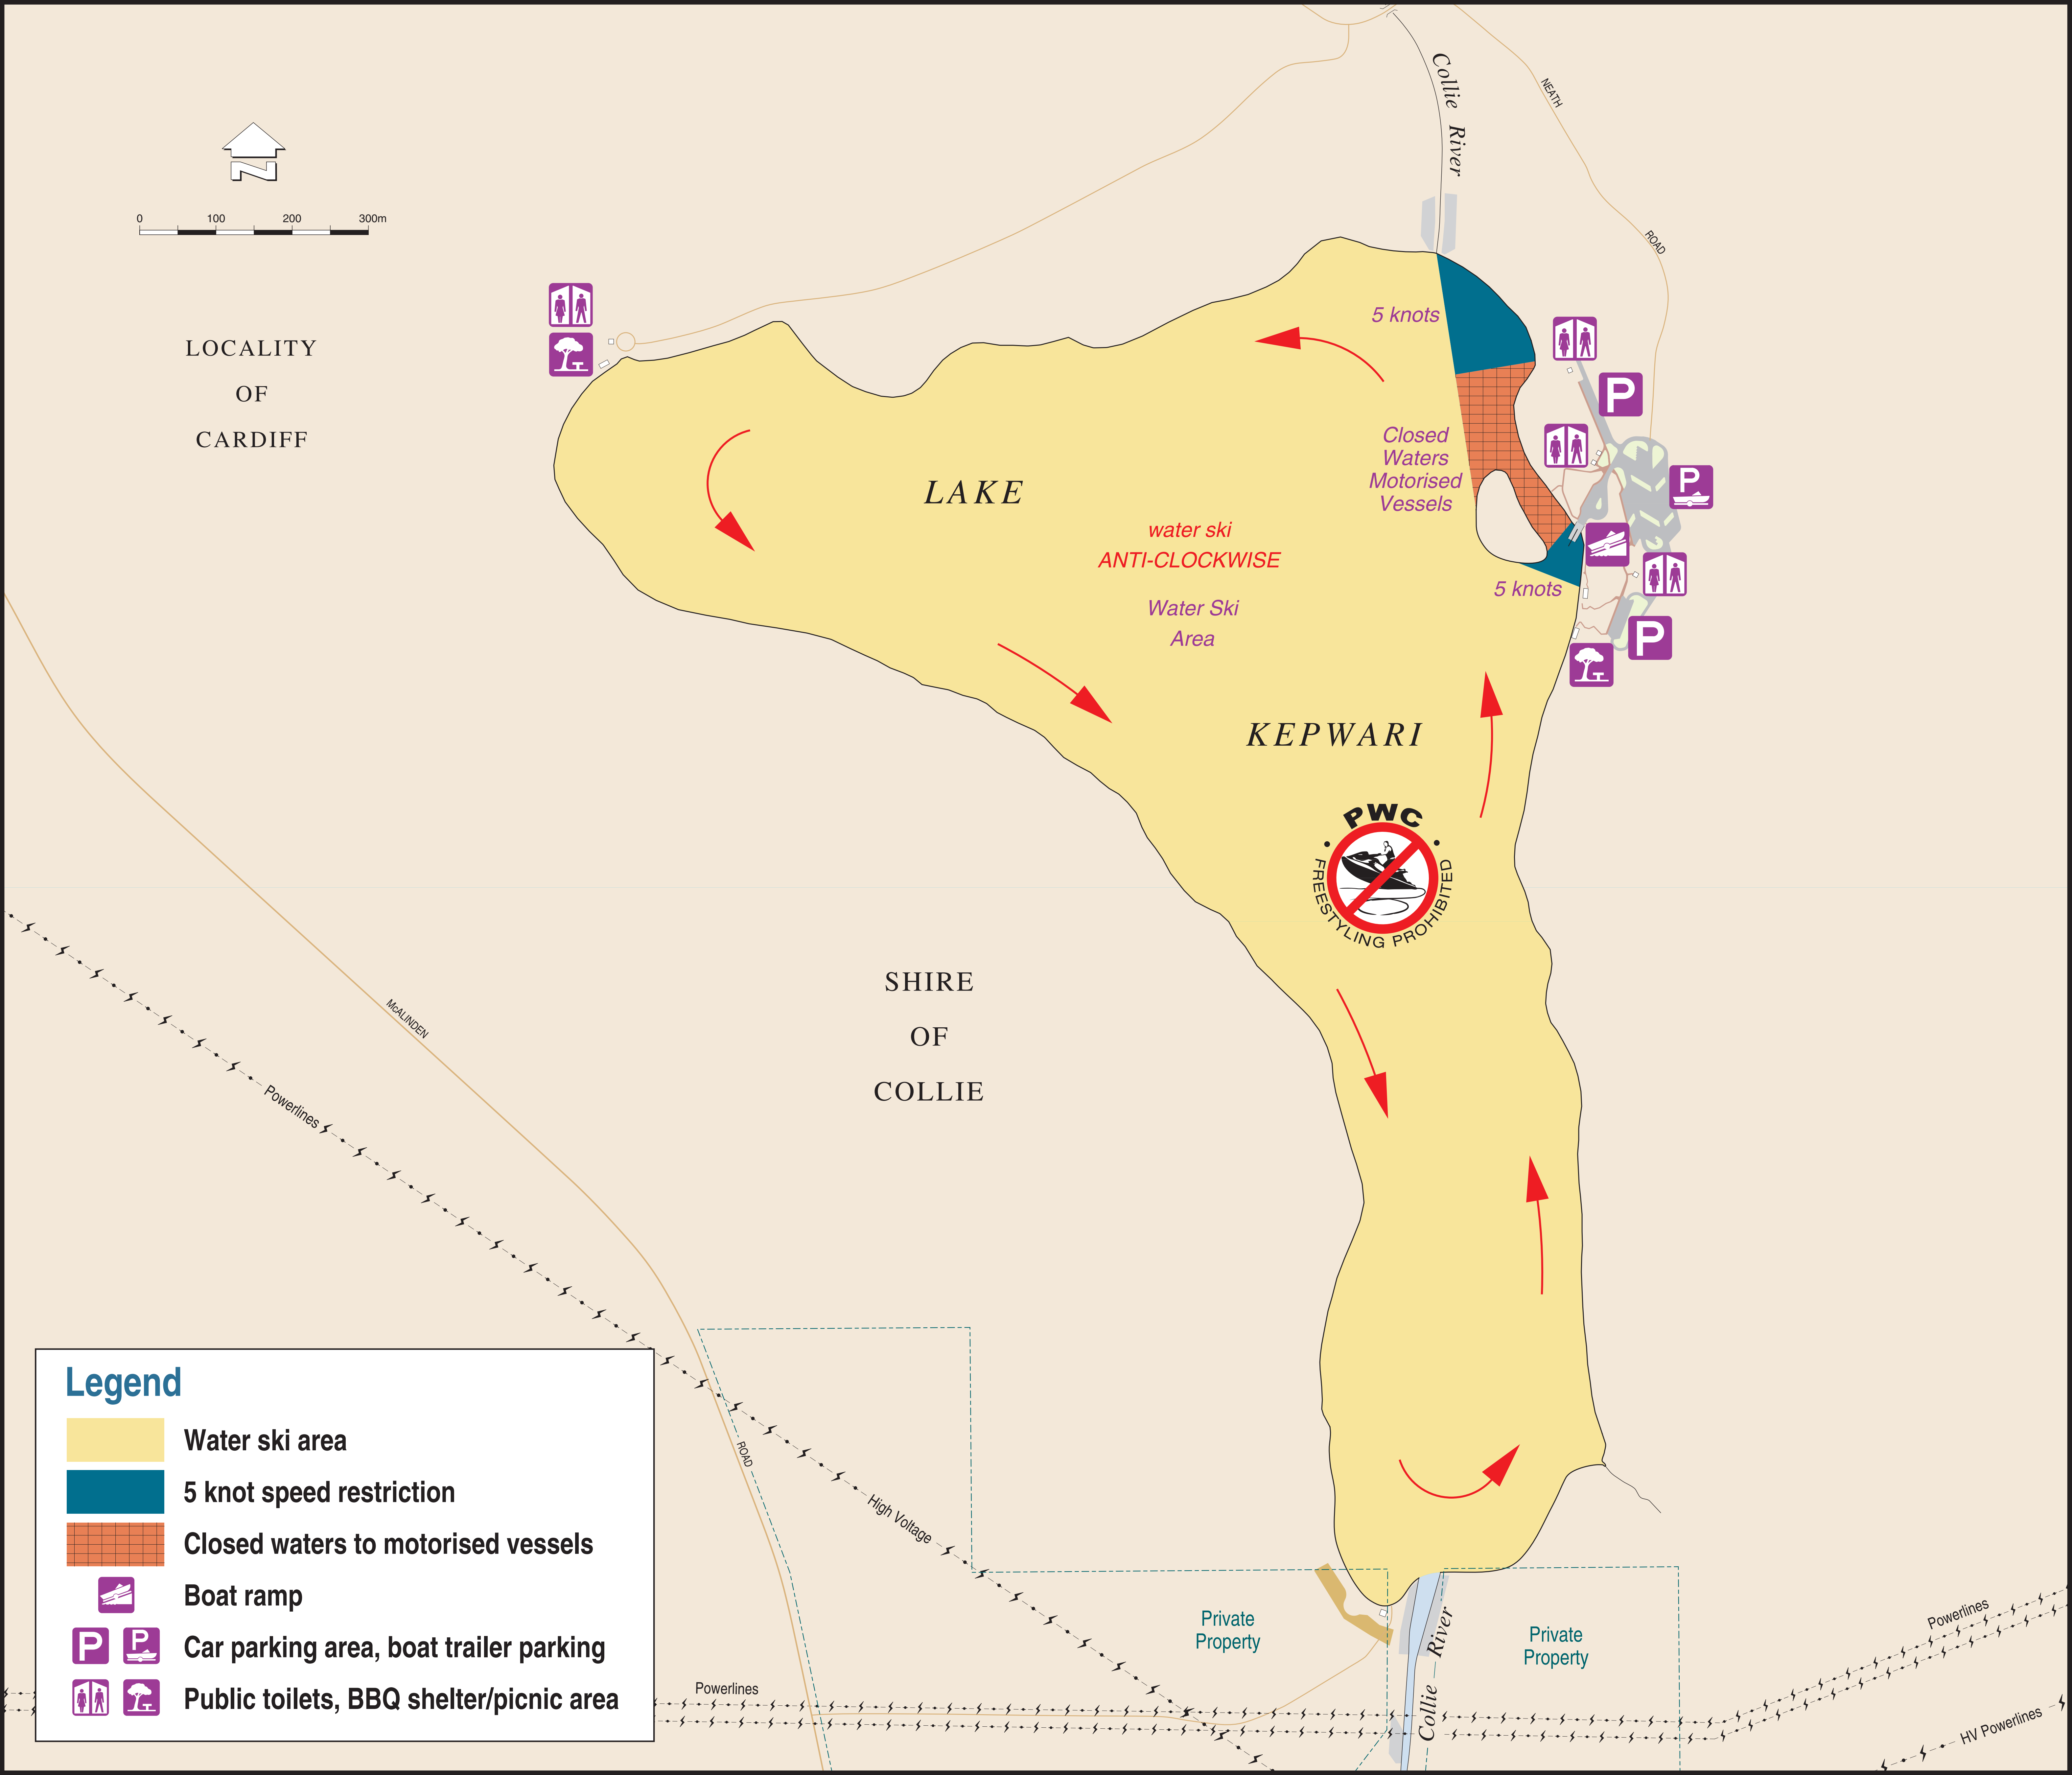 Collie River
NEATH
ROAD
N
0 100 200 300m
LOCALITY
OF
CARDIFF
5 knots
Closed
Waters
Motorised
Vessels
P
P
LAKE
water ski
ANTI-CLOCKWISE
Water Ski
Area
5 knots
P
KEPWARI
PWC
FREESTYLING PROHIBITED
SHIRE
OF
COLLIE
McALINDEN
ROAD
Powerlines
High Voltage
Legend
Water ski area
5 knot speed restriction
Closed waters to motorised vessels
Boat ramp
P P Car parking area, boat trailer parking
Public toilets, BBQ shelter/picnic area
Private
Property
Private
Property
Collie River
Powerlines
Powerlines
HV Powerlines